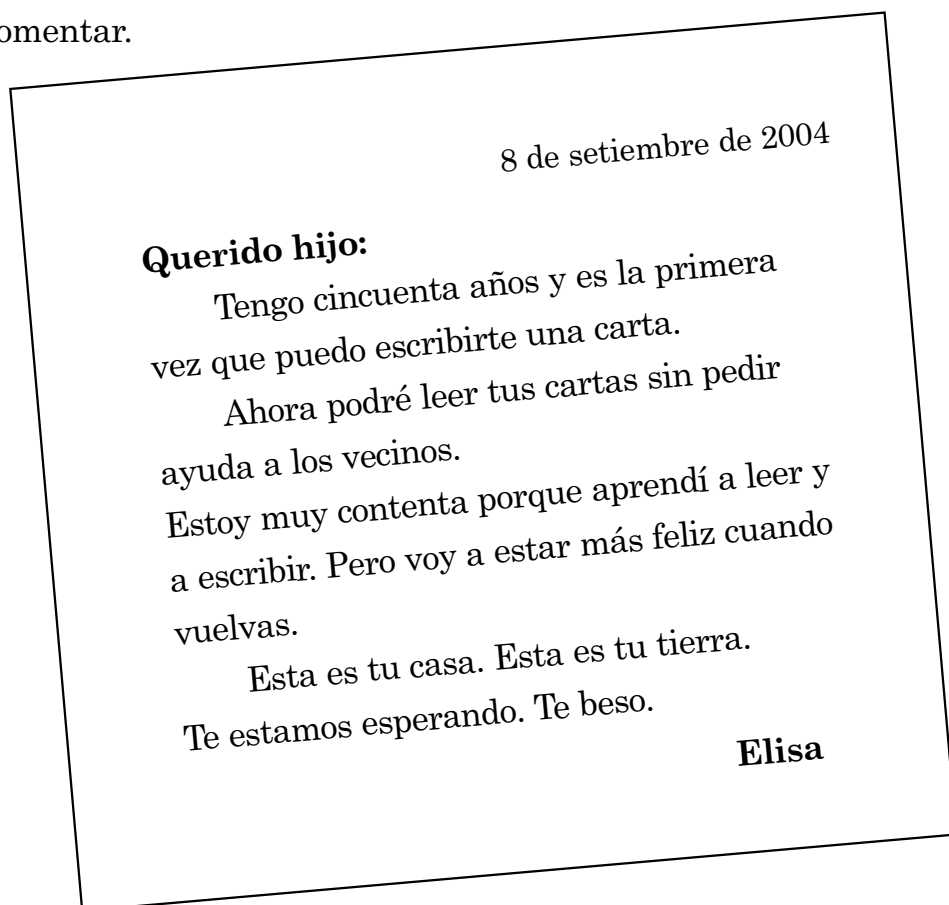 omentar.
8 de setiembre de 2004
Querido hijo:
Tengo cincuenta años y es la primera
vez que puedo escribirte una carta.
Ahora podré leer tus cartas sin pedir
ayuda a los vecinos.
Estoy muy contenta porque aprendí a leer y
a escribir. Pero voy a estar más feliz cuando
vuelvas.
Esta es tu casa. Esta es tu tierra.
Te estamos esperando. Te beso.
Elisa